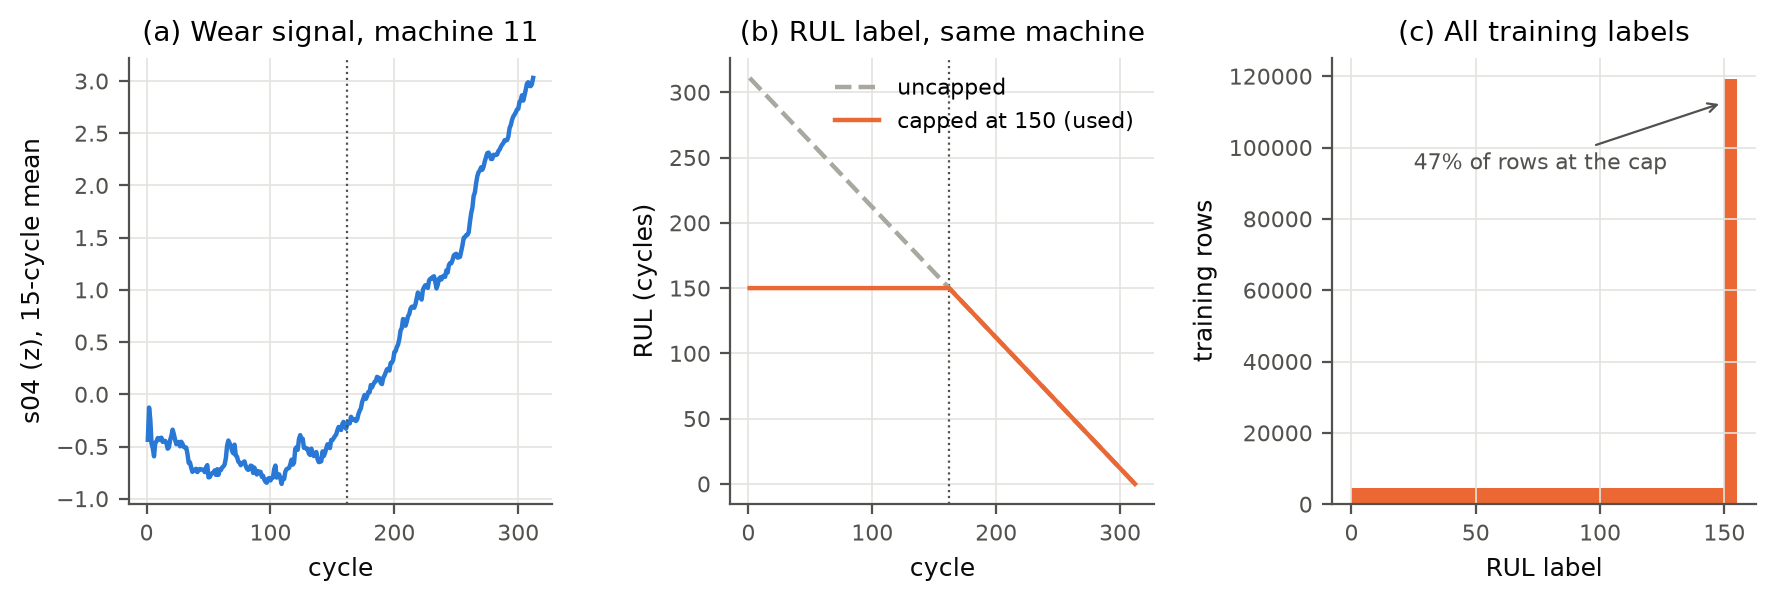 (a) Wear signal, machine 11
s04 (z), 15-cycle mean
3.0
2.5
2.0
1.5
1.0
0.5
0.0
−0.5
−1.0
0 100 200 300
cycle
(b) RUL label, same machine
uncapped
capped at 150 (used)
RUL (cycles)
300
250
200
150
100
50
0
0 100 200 300
cycle
(c) All training labels
47% of rows at the cap
training rows
120000
100000
80000
60000
40000
20000
0
0 50 100 150
RUL label